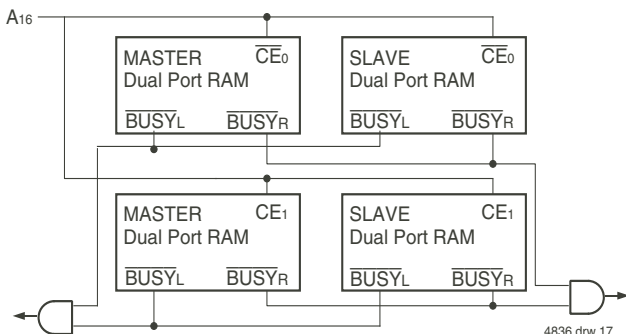 A16
MASTER CE0 SLAVE CE0
Dual Port RAM Dual Port RAM
BUSYL BUSYR BUSYL BUSYR
MASTER CE1 SLAVE CE1
Dual Port RAM Dual Port RAM
BUSYL BUSYR BUSYL BUSYR
4836 drw 17